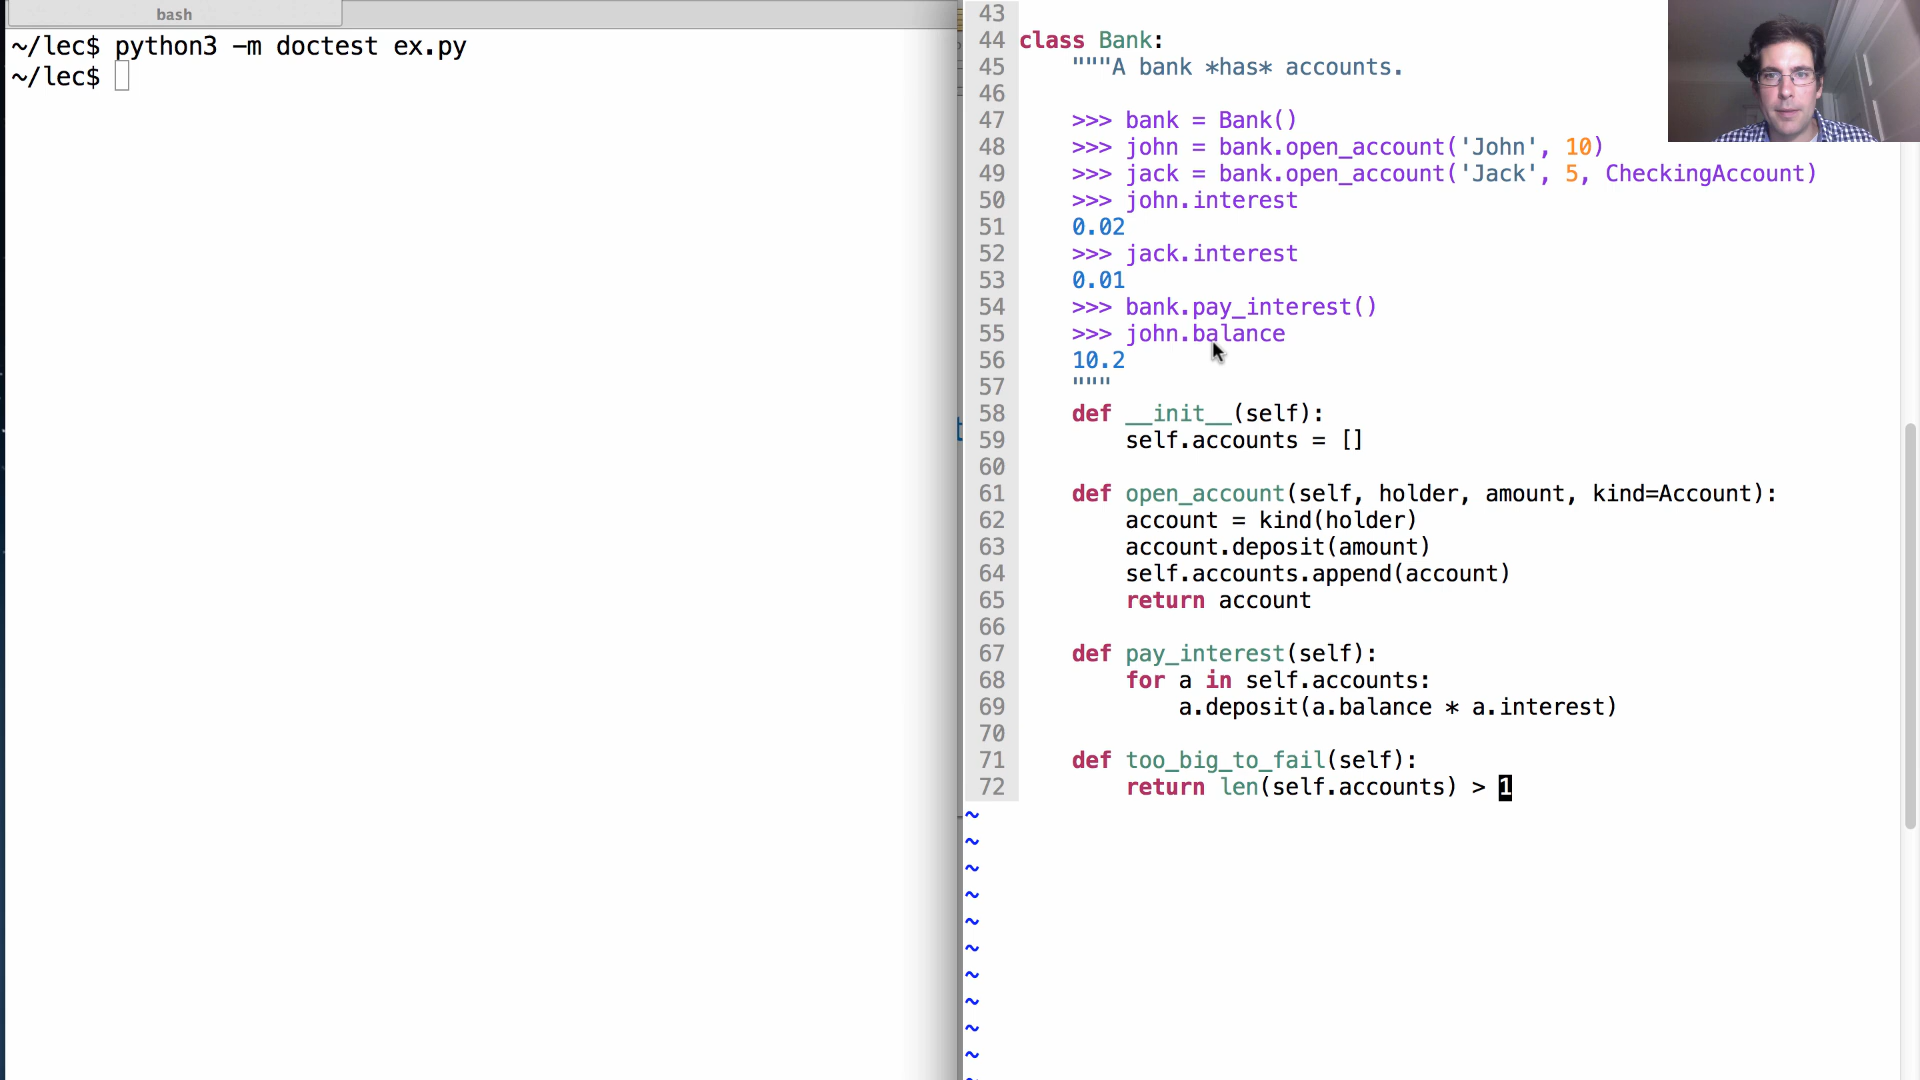 bash
~/lec$ python3 -m doctest ex.py
~/lec$
43
44 class Bank:
45     """A bank *has* accounts.
46
47     >>> bank = Bank()
48     >>> john = bank.open_account('John', 10)
49     >>> jack = bank.open_account('Jack', 5, CheckingAccount)
50     >>> john.interest
51     0.02
52     >>> jack.interest
53     0.01
54     >>> bank.pay_interest()
55     >>> john.balance
56     10.2
57     """
58     def __init__(self):
59         self.accounts = []
60
61     def open_account(self, holder, amount, kind=Account):
62         account = kind(holder)
63         account.deposit(amount)
64         self.accounts.append(account)
65         return account
66
67     def pay_interest(self):
68         for a in self.accounts:
69             a.deposit(a.balance * a.interest)
70
71     def too_big_to_fail(self):
72         return len(self.accounts) > 1
~
~
~
~
~
~
~
~
~
~